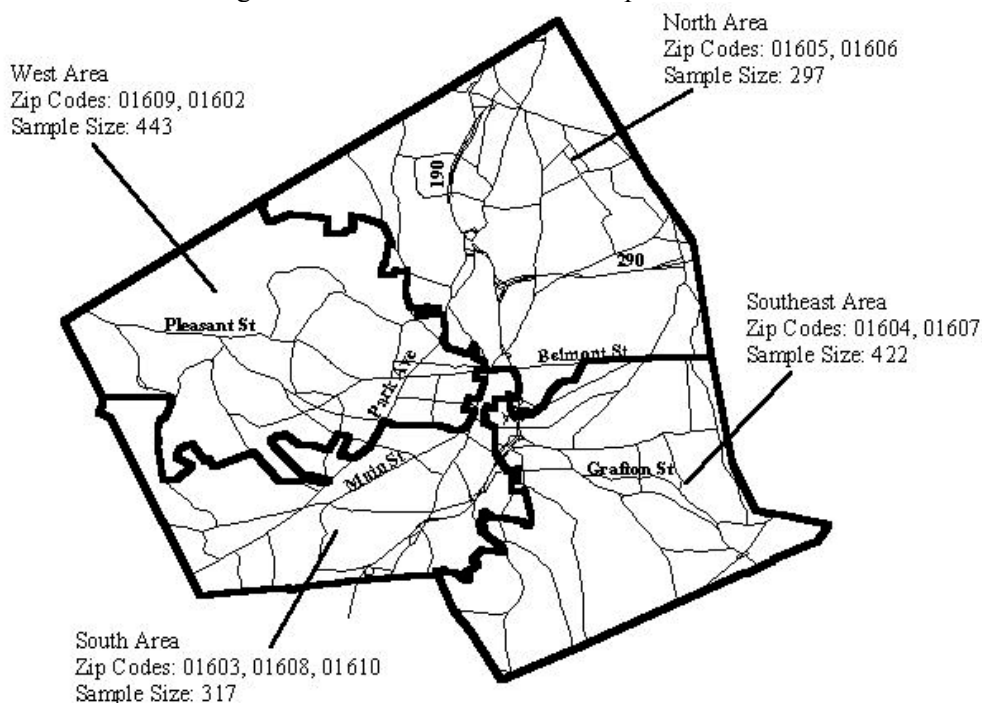 North Area
Zip Codes: 01605, 01606
Sample Size: 297
West Area
Zip Codes: 01609, 01602
Sample Size: 443
190
290
Southeast Area
Zip Codes: 01604, 01607
Sample Size: 422
Pleasant St
Belmont St
Park Ave
Grafton St
Main St
South Area
Zip Codes: 01603, 01608, 01610
Sample Size: 317